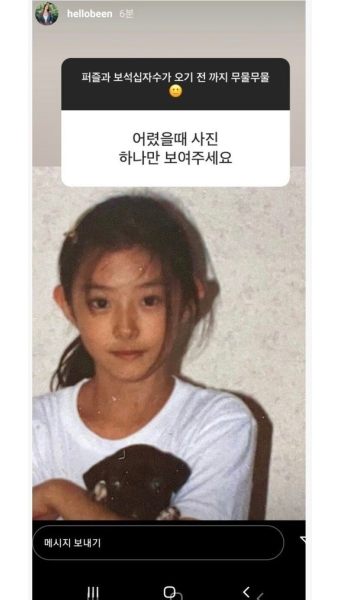 hellobeen 6분
퍼즐과 보석십자수가 오기 전 까지 무물무물
어렸을때 사진
하나만 보여주세요
메시지 보내기